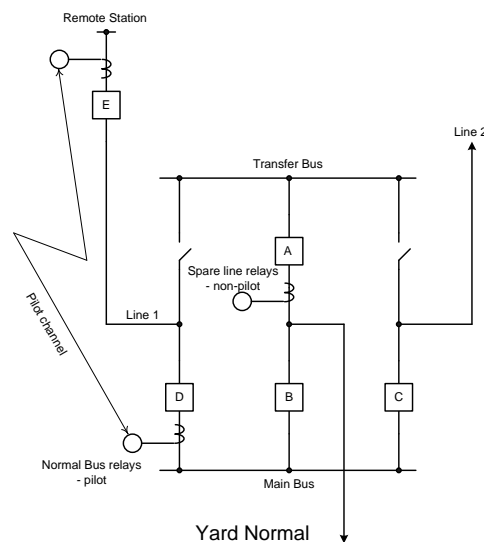 Remote Station
E
Line 2
Transfer Bus
A
Spare line relays
- non-pilot
Pilot channel
Line 1
D
B
C
Normal Bus relays
- pilot
Main Bus
Yard Normal